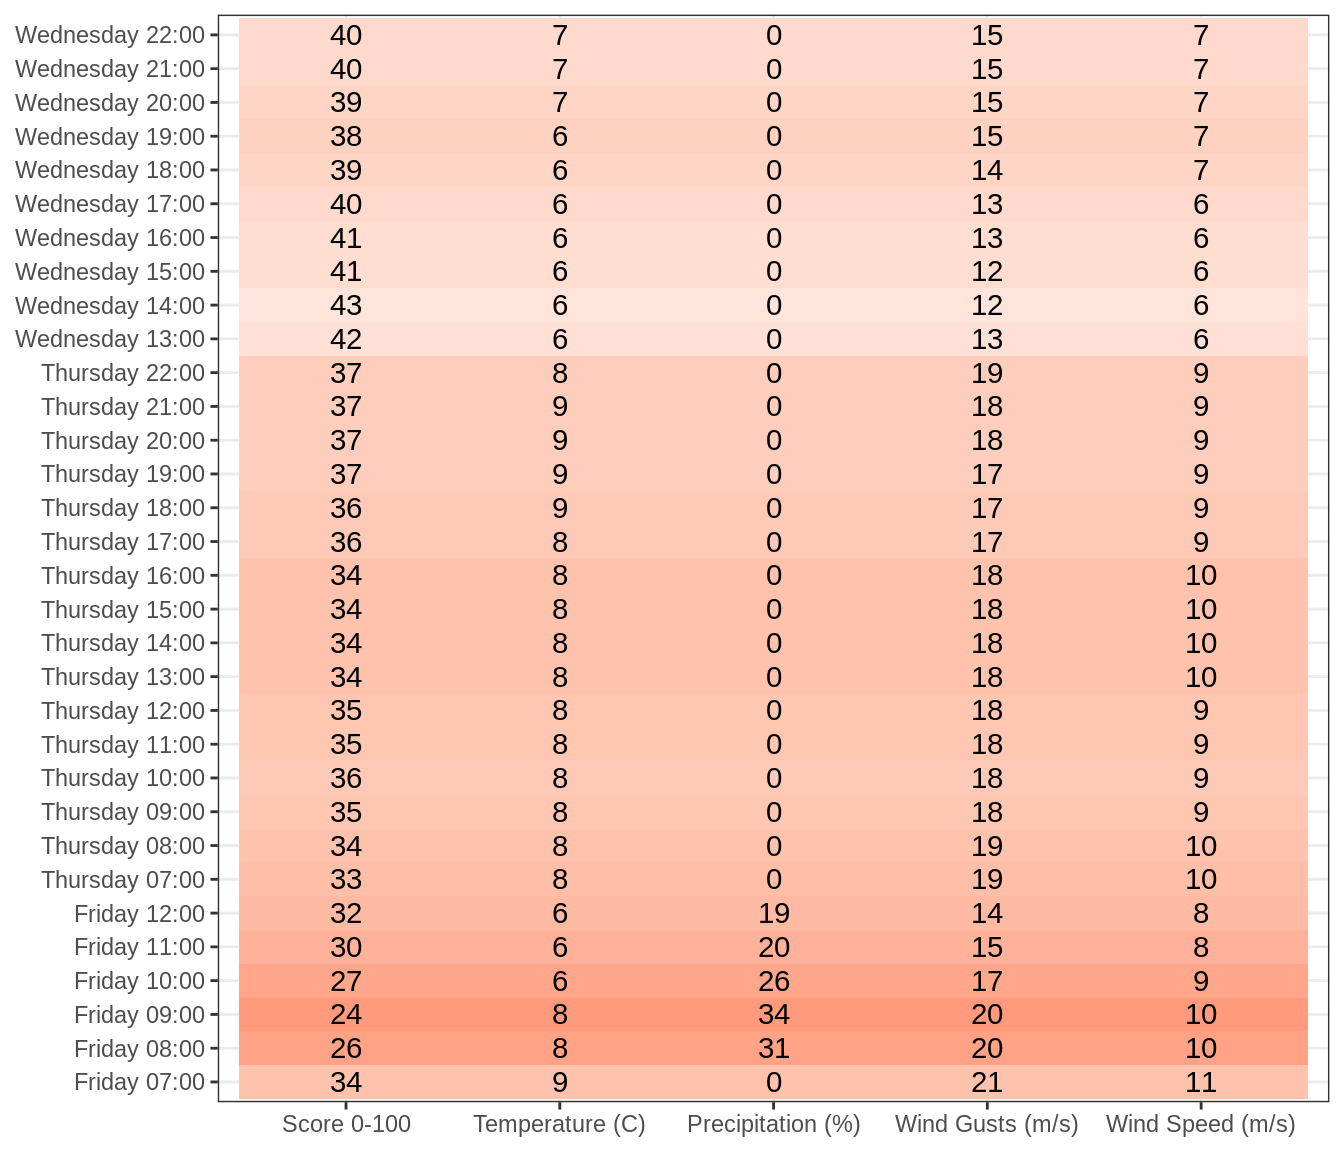 Wednesday 22:00 40 7 0 15 7
Wednesday 21:00 40 7 0 15 7
Wednesday 20:00 39 7 0 15 7
Wednesday 19:00 38 6 0 15 7
Wednesday 18:00 39 6 0 14 7
Wednesday 17:00 40 6 0 13 6
Wednesday 16:00 41 6 0 13 6
Wednesday 15:00 41 6 0 12 6
Wednesday 14:00 43 6 0 12 6
Wednesday 13:00 42 6 0 13 6
Thursday 22:00 37 8 0 19 9
Thursday 21:00 37 9 0 18 9
Thursday 20:00 37 9 0 18 9
Thursday 19:00 37 9 0 17 9
Thursday 18:00 36 9 0 17 9
Thursday 17:00 36 8 0 17 9
Thursday 16:00 34 8 0 18 10
Thursday 15:00 34 8 0 18 10
Thursday 14:00 34 8 0 18 10
Thursday 13:00 34 8 0 18 10
Thursday 12:00 35 8 0 18 9
Thursday 11:00 35 8 0 18 9
Thursday 10:00 36 8 0 18 9
Thursday 09:00 35 8 0 18 9
Thursday 08:00 34 8 0 19 10
Thursday 07:00 33 8 0 19 10
Friday 12:00 32 6 19 14 8
Friday 11:00 30 6 20 15 8
Friday 10:00 27 6 26 17 9
Friday 09:00 24 8 34 20 10
Friday 08:00 26 8 31 20 10
Friday 07:00 34 9 0 21 11
Score 0-100 Temperature (C) Precipitation (%) Wind Gusts (m/s) Wind Speed (m/s)